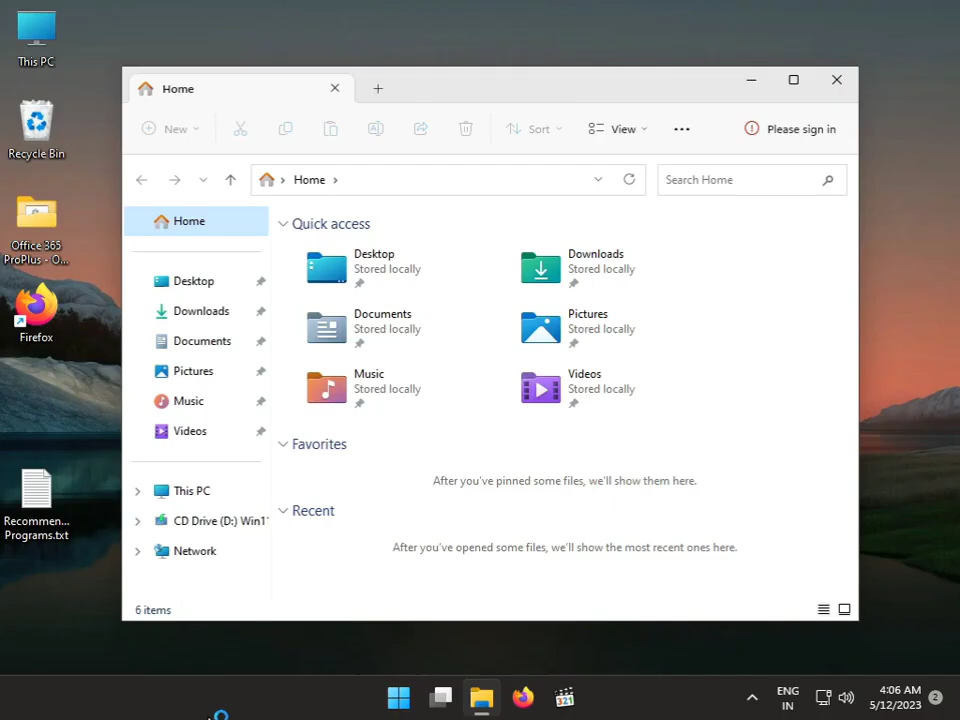 This PC
Recycle Bin
Office 365
ProPlus - O...
Firefox
Recommen...
Programs.txt
Home
New
Sort
View
Please sign in
Home
Search Home
Home
Desktop
Downloads
Documents
Pictures
Music
Videos
This PC
CD Drive (D:) Win1
Network
Quick access
Desktop
Stored locally
Downloads
Stored locally
Documents
Stored locally
Pictures
Stored locally
Music
Stored locally
Videos
Stored locally
Favorites
After you've pinned some files, we'll show them here.
Recent
After you've opened some files, we'll show the most recent ones here.
6 items
321
ENG
IN
4:06 AM
5/12/2023
2